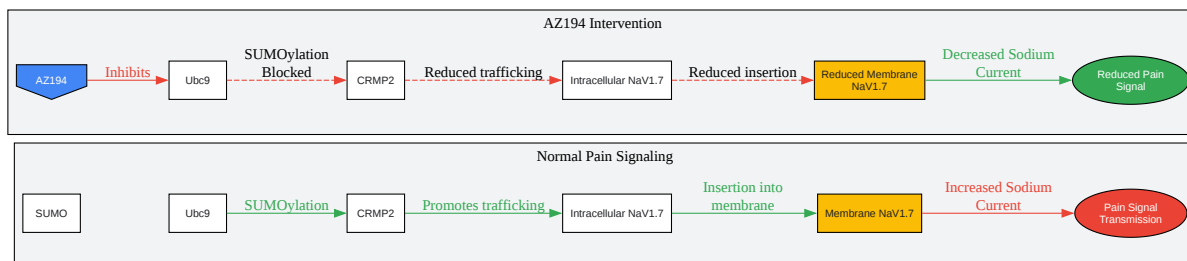 AZ194 Intervention
AZ194
Inhibits
Ubc9
SUMOylation
Blocked
CRMP2
Reduced trafficking
Intracellular NaV1.7
Reduced insertion
Reduced Membrane
NaV1.7
Decreased Sodium
Current
Reduced Pain
Signal
Normal Pain Signaling
SUMO
Ubc9
SUMOylation
CRMP2
Promotes trafficking
Intracellular NaV1.7
Insertion into
membrane
Membrane NaV1.7
Increased Sodium
Current
Pain Signal
Transmission